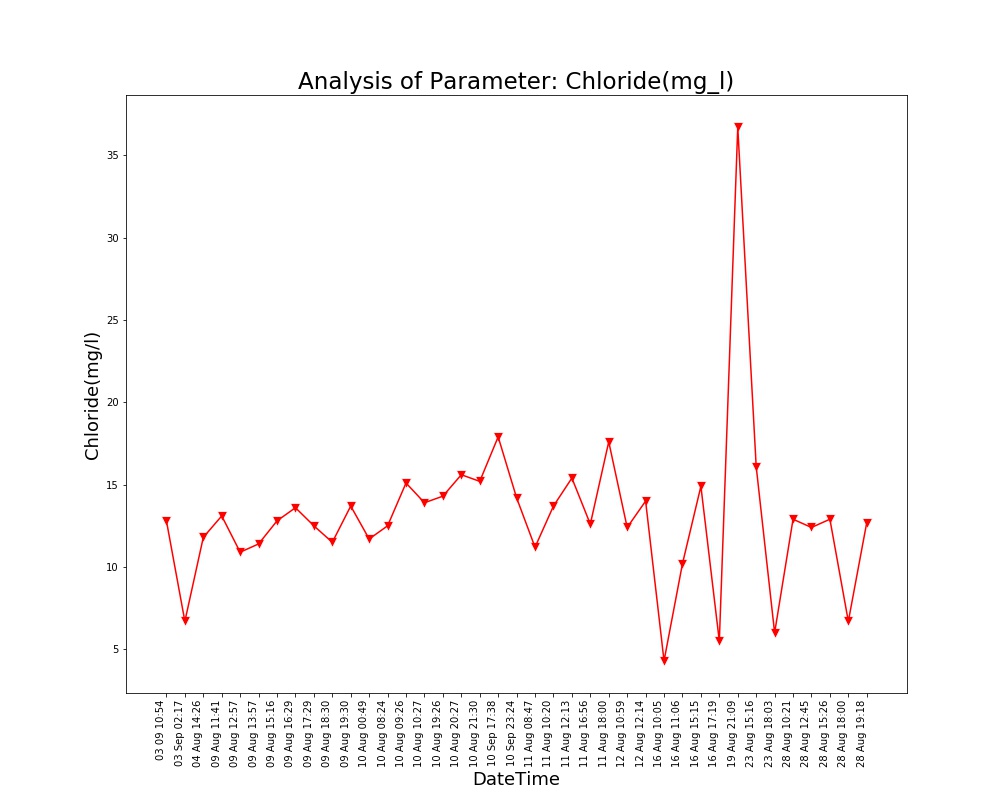 Analysis of Parameter: Chloride(mg_l)
Chloride(mg/l)
35
30
25
20
15
10
5
03 09 10:54
03 Sep 02:17
04 Aug 14:26
09 Aug 11:41
09 Aug 12:57
09 Aug 13:57
09 Aug 15:16
09 Aug 16:29
09 Aug 17:29
09 Aug 18:30
09 Aug 19:30
10 Aug 00:49
10 Aug 08:24
10 Aug 09:26
10 Aug 10:27
10 Aug 19:26
10 Aug 20:27
10 Aug 21:30
10 Sep 17:38
10 Sep 23:24
11 Aug 08:47
11 Aug 10:20
11 Aug 12:13
11 Aug 16:56
11 Aug 18:00
12 Aug 10:59
12 Aug 12:14
16 Aug 10:05
16 Aug 11:06
16 Aug 15:15
16 Aug 17:19
19 Aug 21:09
23 Aug 15:16
23 Aug 18:03
28 Aug 10:21
28 Aug 12:45
28 Aug 15:26
28 Aug 18:00
28 Aug 19:18
DateTime